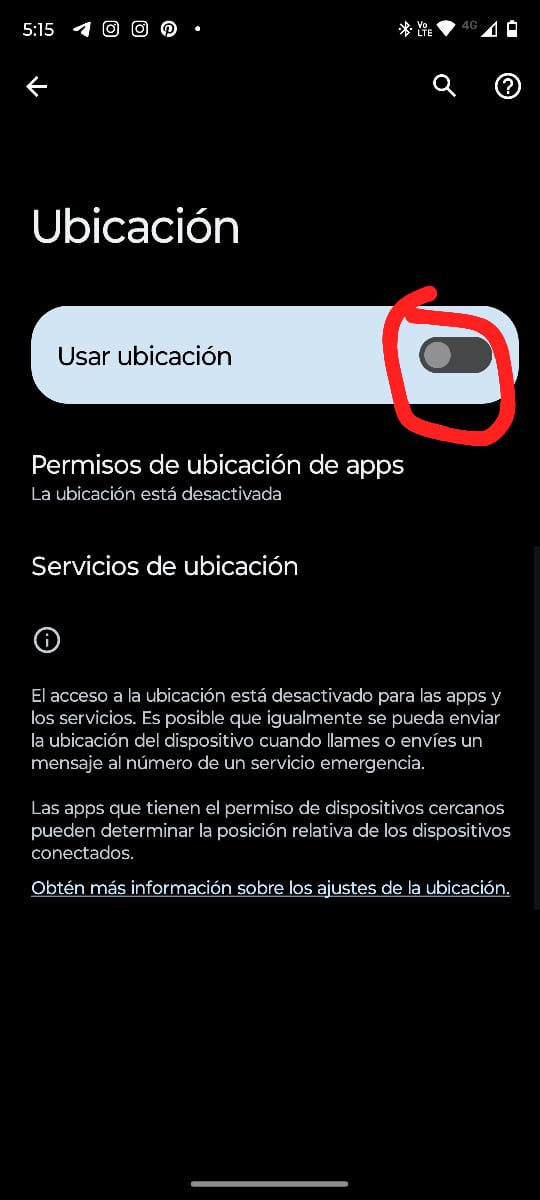 5:15
Vo
LTE
4G
Ubicación
Usar ubicación
Permisos de ubicación de apps
La ubicación está desactivada
Servicios de ubicación
El acceso a la ubicación está desactivado para las apps y
los servicios. Es posible que igualmente se pueda enviar
la ubicación del dispositivo cuando llames o envíes un
mensaje al número de un servicio emergencia.
Las apps que tienen el permiso de dispositivos cercanos
pueden determinar la posición relativa de los dispositivos
conectados.
Obtén más información sobre los ajustes de la ubicación.